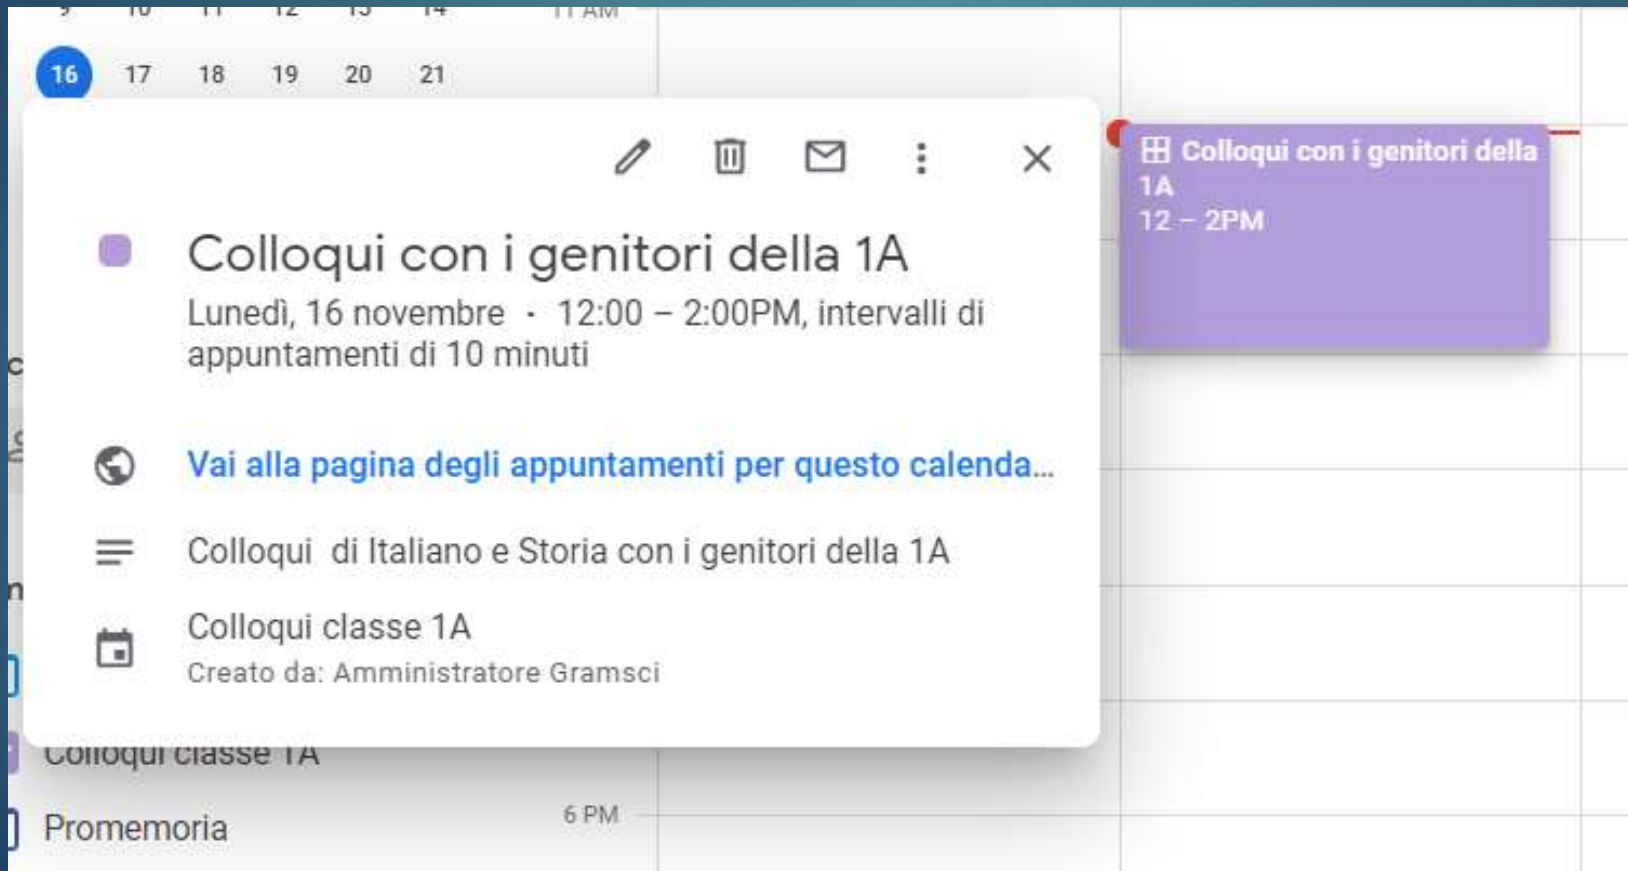 16 17 18 19 20 21
Colloqui con i genitori della 1A
Lunedì, 16 novembre · 12:00 – 2:00PM, intervalli di
appuntamenti di 10 minuti
Vai alla pagina degli appuntamenti per questo calenda...
Colloqui di Italiano e Storia con i genitori della 1A
Colloqui classe 1A
Creato da: Amministratore Gramsci
Colloqui con i genitori della
1A
12 – 2PM
Colloqui classe 1A
6 PM
Promemoria